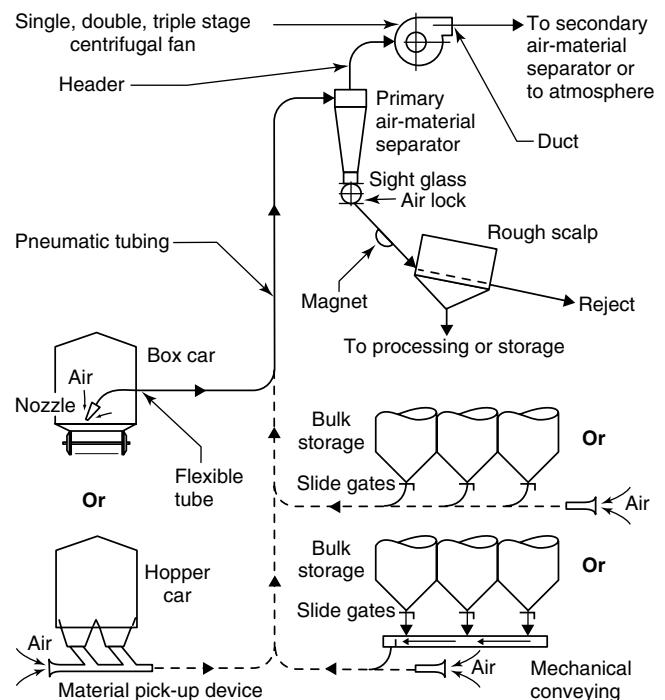 Single, double, triple stage
centrifugal fan
To secondary
air-material
separator or
to atmosphere
Header
Primary
air-material
separator
Duct
Sight glass
Air lock
Pneumatic tubing
Rough scalp
Magnet
Reject
To processing or storage
Box car
Air
Nozzle
Flexible
tube
Bulk
storage
Or
Slide gates
Air
Or
Bulk
storage
Or
Hopper
car
Slide gates
Air
Air
Material pick-up device
Mechanical
conveying